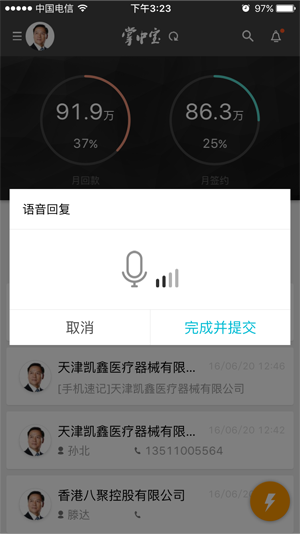 中国电信
下午3:23
97%
掌中宝
91.9万
37%
月回款
86.3万
25%
月签约
语音回复
取消
完成并提交
天津凯鑫医疗器械有限...
16/06/20 12:46
[手机速记]天津凯鑫医疗器械有限公司
天津凯鑫医疗器械有限...
16/06/20 12:42
孙北
13511005564
香港八聚控股有限公司
16/06/20
滕达